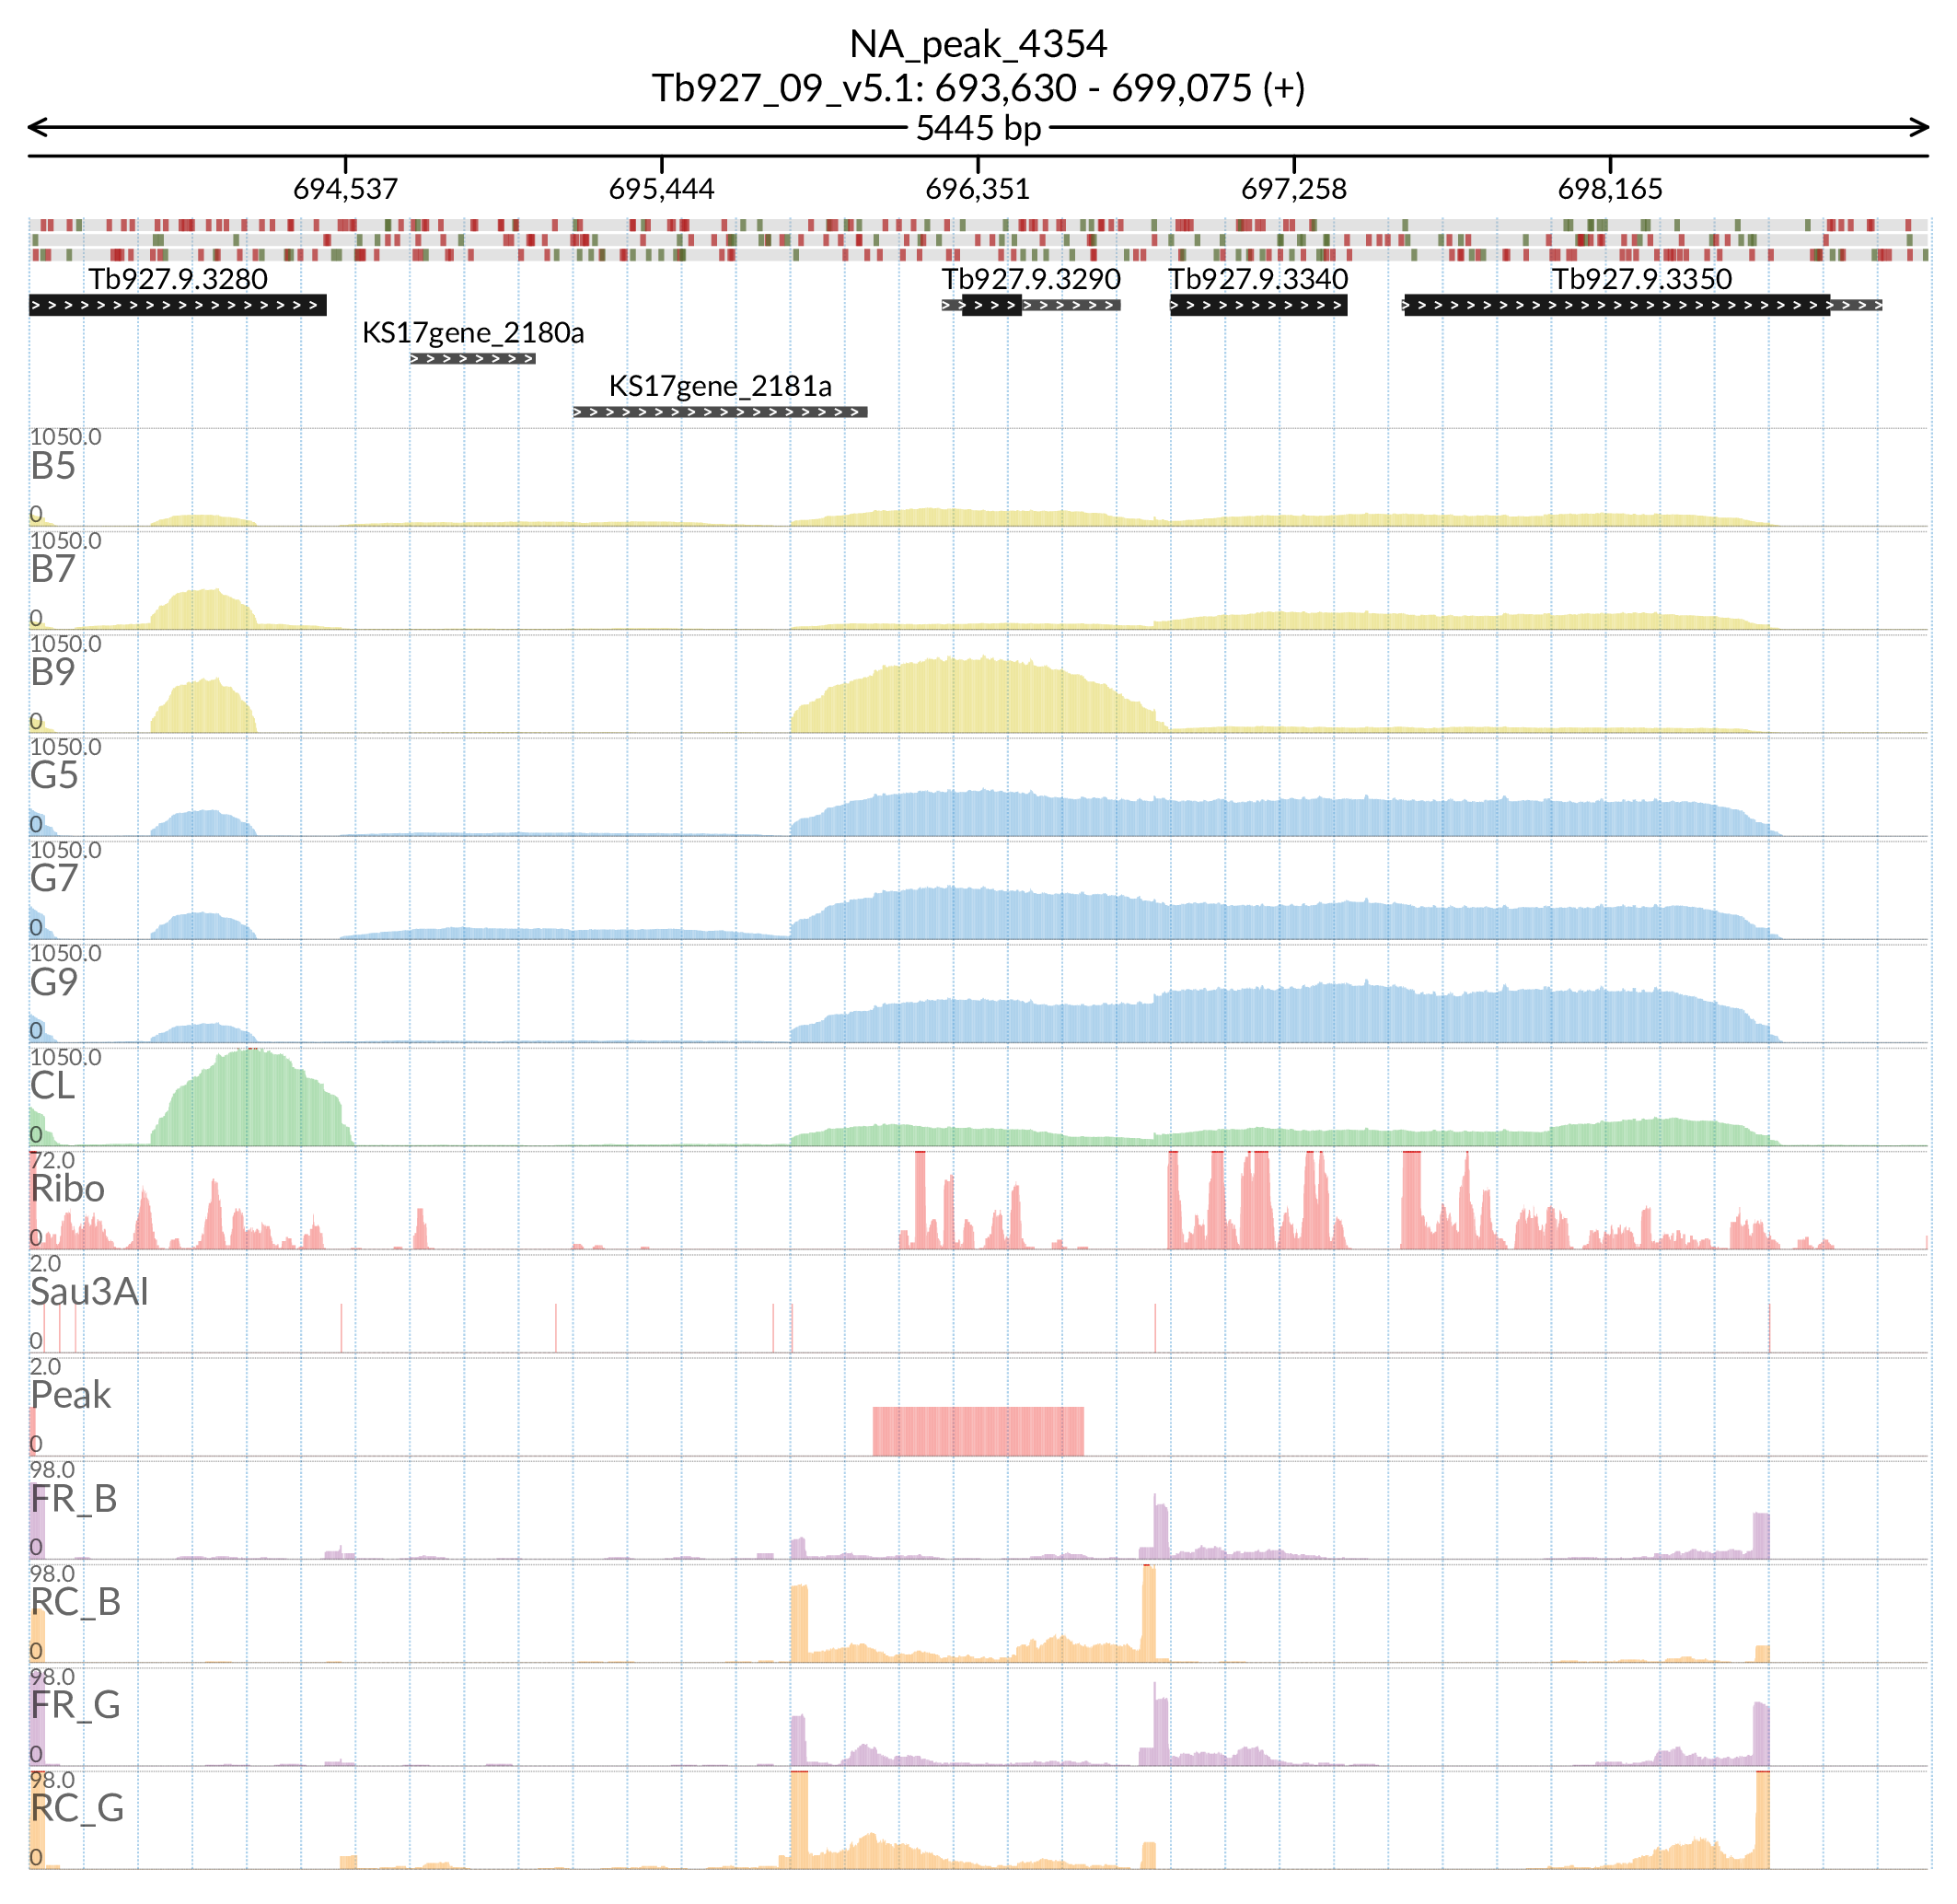 NA_peak_4354
Tb927_09_v5.1: 693,630 - 699,075 (+)
5445 bp
694,537 695,444 696,351 697,258 698,165
Tb927.9.3280 Tb927.9.3290 Tb927.9.3340 Tb927.9.3350
KS17gene_2180a
KS17gene_2181a
1050.0
B5
0
1050.0
B7
0
1050.0
B9
0
1050.0
G5
0
1050.0
G7
0
1050.0
G9
0
1050.0
CL
0
72.0
Ribo
0
2.0
Sau3AI
0
2.0
Peak
0
98.0
FR_B
0
98.0
RC_B
0
98.0
FR_G
0
98.0
RC_G
0